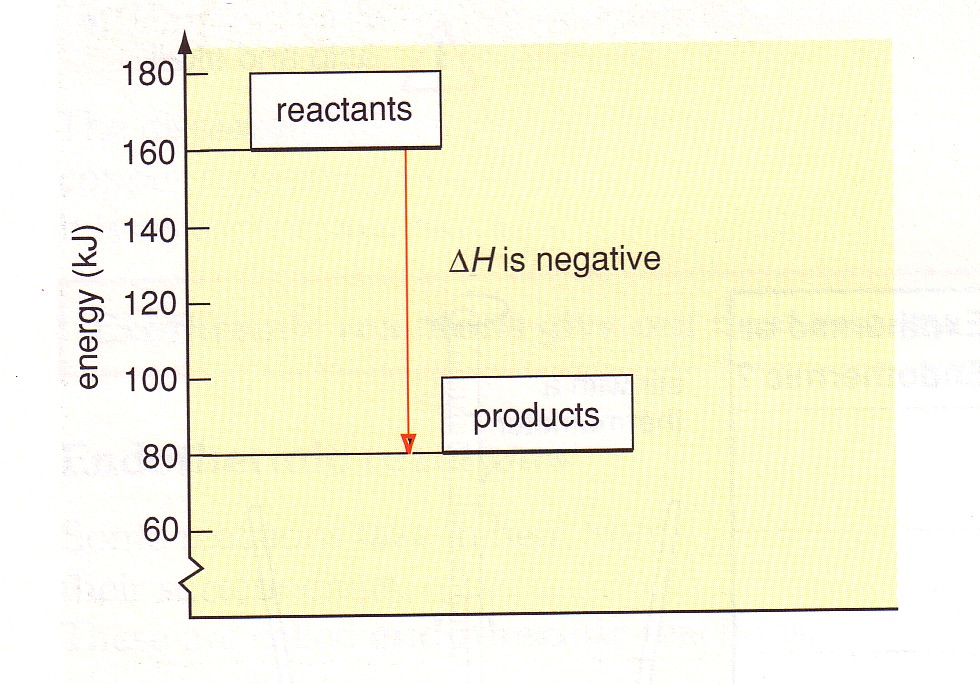 180
reactants
160
140
ΔH is negative
120
energy (kJ)
100
products
80
60